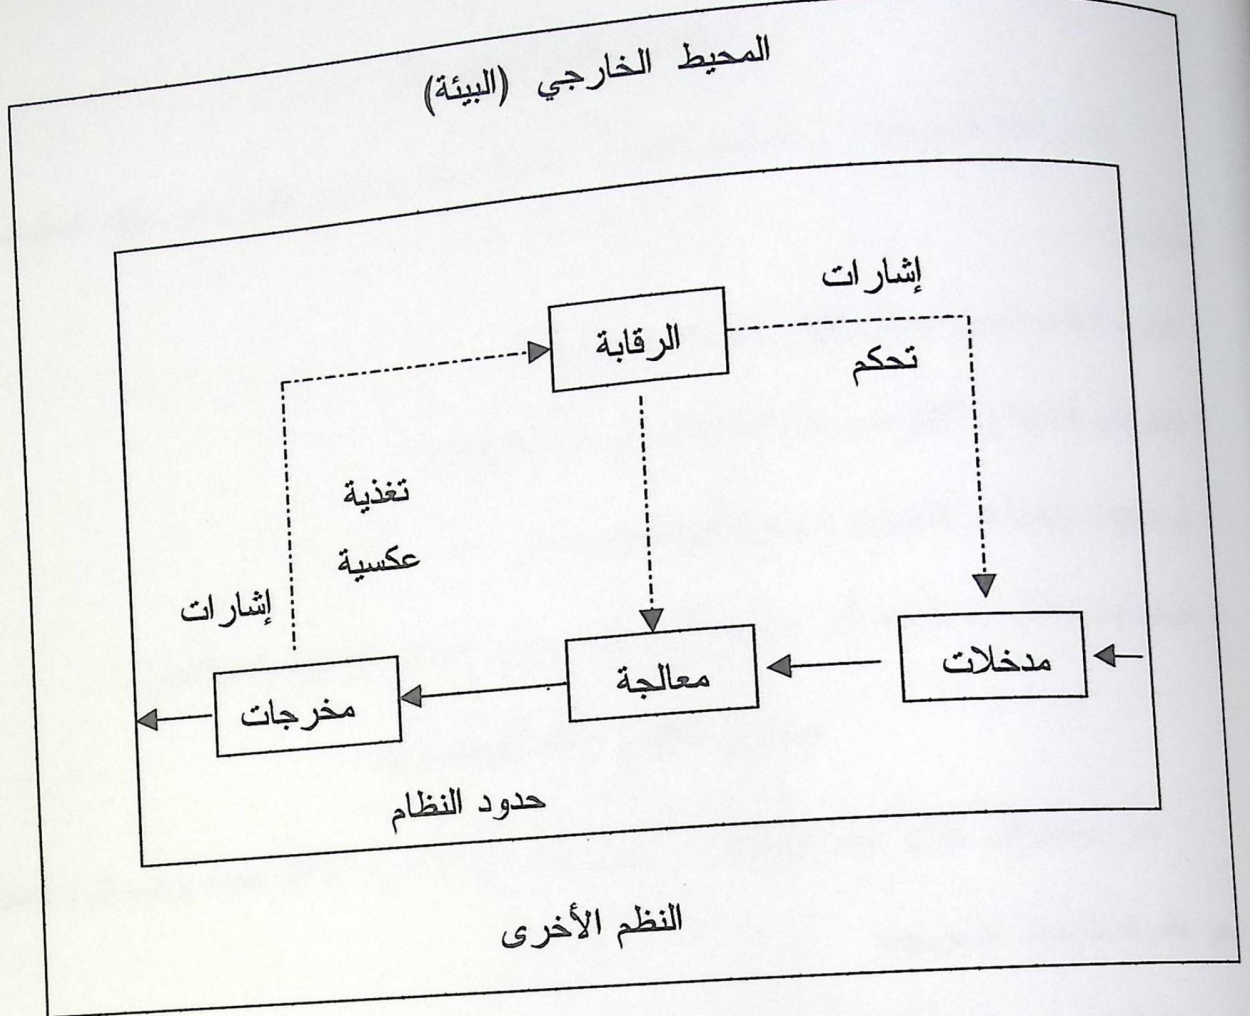 المحيط الخارجي (البيئة)
إشارات
الرقابة
تحكم
تغذية
عكسية
إشارات
مدخلات
معالجة
مخرجات
حدود النظام
النظم الأخرى